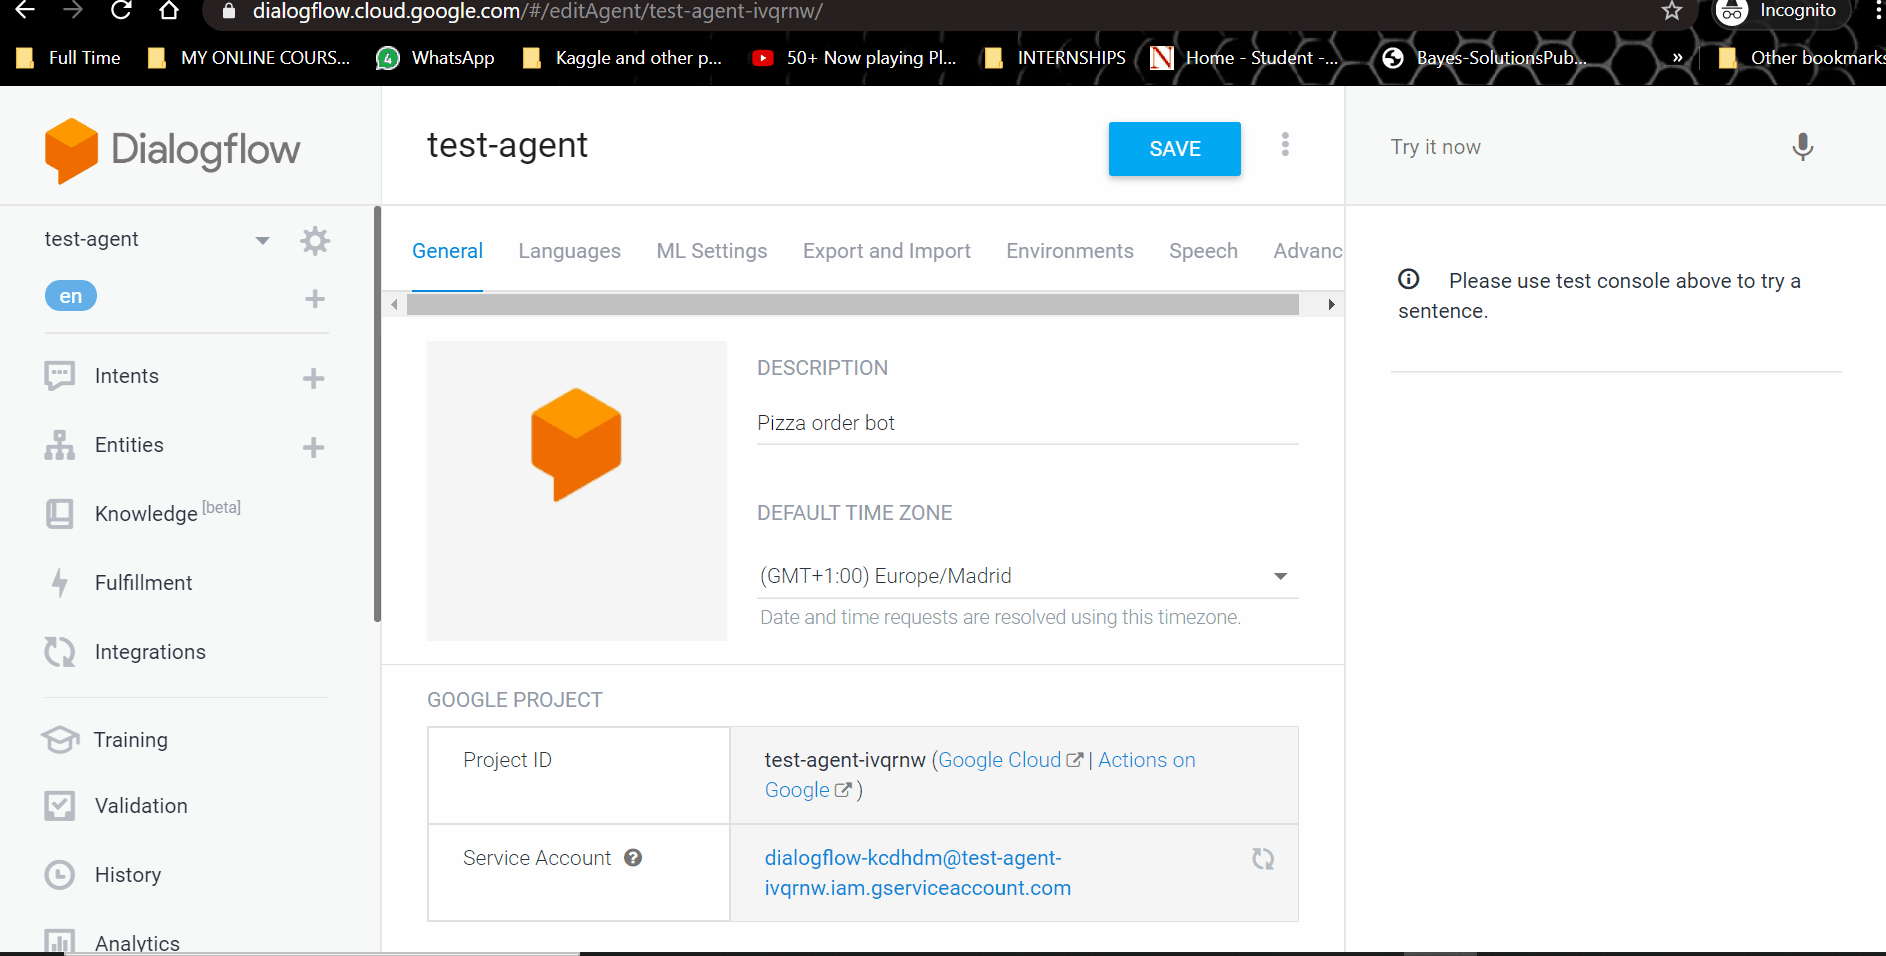 dialogflow.cloud.google.com/#/editAgent/test-agent-ivqrnw/
Incognito
Full Time
MY ONLINE COURS...
4
WhatsApp
Kaggle and other p...
50+ Now playing Pl...
INTERNSHIPS
Home - Student -...
Bayes-SolutionsPub...
»
Other bookmarks
Dialogflow
test-agent
en
Intents
Entities
Knowledge [beta]
Fulfillment
Integrations
Training
Validation
History
Analytics
test-agent
SAVE
General Languages ML Settings Export and Import Environments Speech Advanc
DESCRIPTION
Pizza order bot
DEFAULT TIME ZONE
(GMT+1:00) Europe/Madrid
Date and time requests are resolved using this timezone.
GOOGLE PROJECT
Project ID
test-agent-ivqrnw (Google Cloud | Actions on
Google )
Service Account ?
dialogflow-kcdhdm@test-agent-
ivqrnw.iam.gserviceaccount.com
Try it now
Please use test console above to try a
sentence.